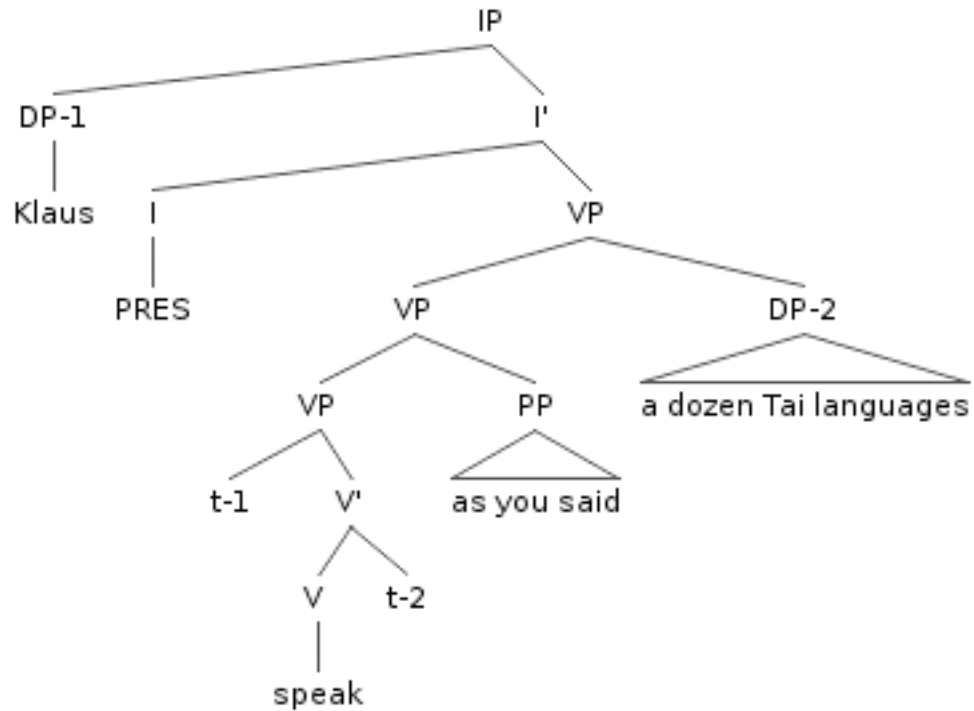 IP
DP-1 I'
Klaus I VP
PRES VP DP-2
VP PP a dozen Tai languages
t-1 V' as you said
V t-2
speak